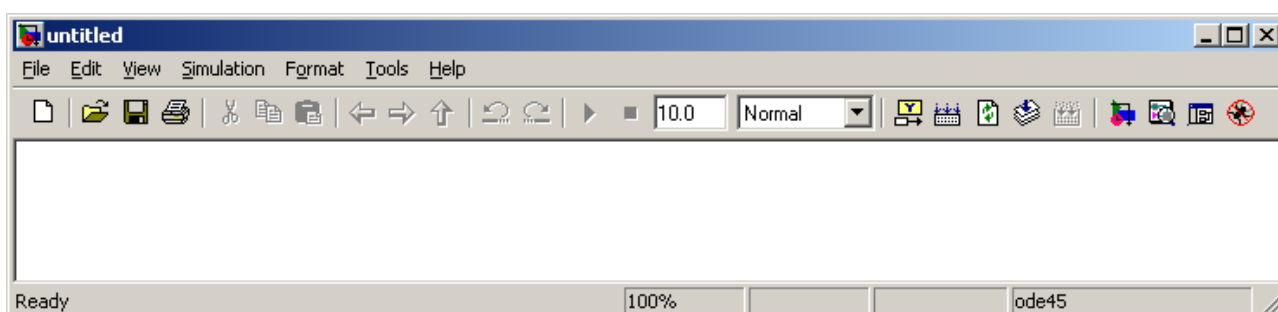 untitled
File Edit View Simulation Format Tools Help
10.0 Normal
Ready 100% ode45